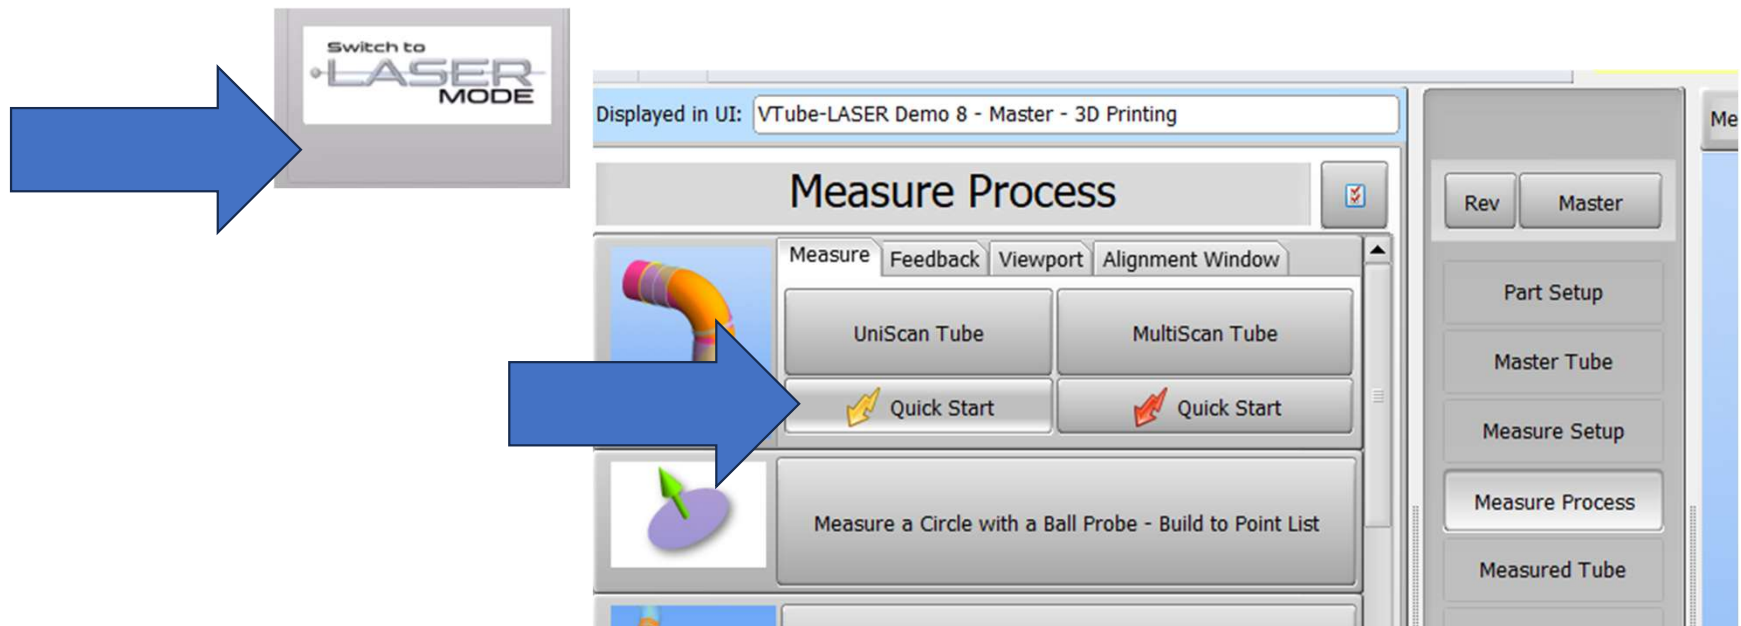 Switch to
LASER
MODE
Displayed in UI: VTube-LASER Demo 8 - Master - 3D Printing
Measure Process
Measure Feedback Viewport Alignment Window
UniScan Tube MultiScan Tube
Quick Start Quick Start
Measure a Circle with a Ball Probe - Build to Point List
Rev Master
Part Setup
Master Tube
Measure Setup
Measure Process
Measured Tube
Me